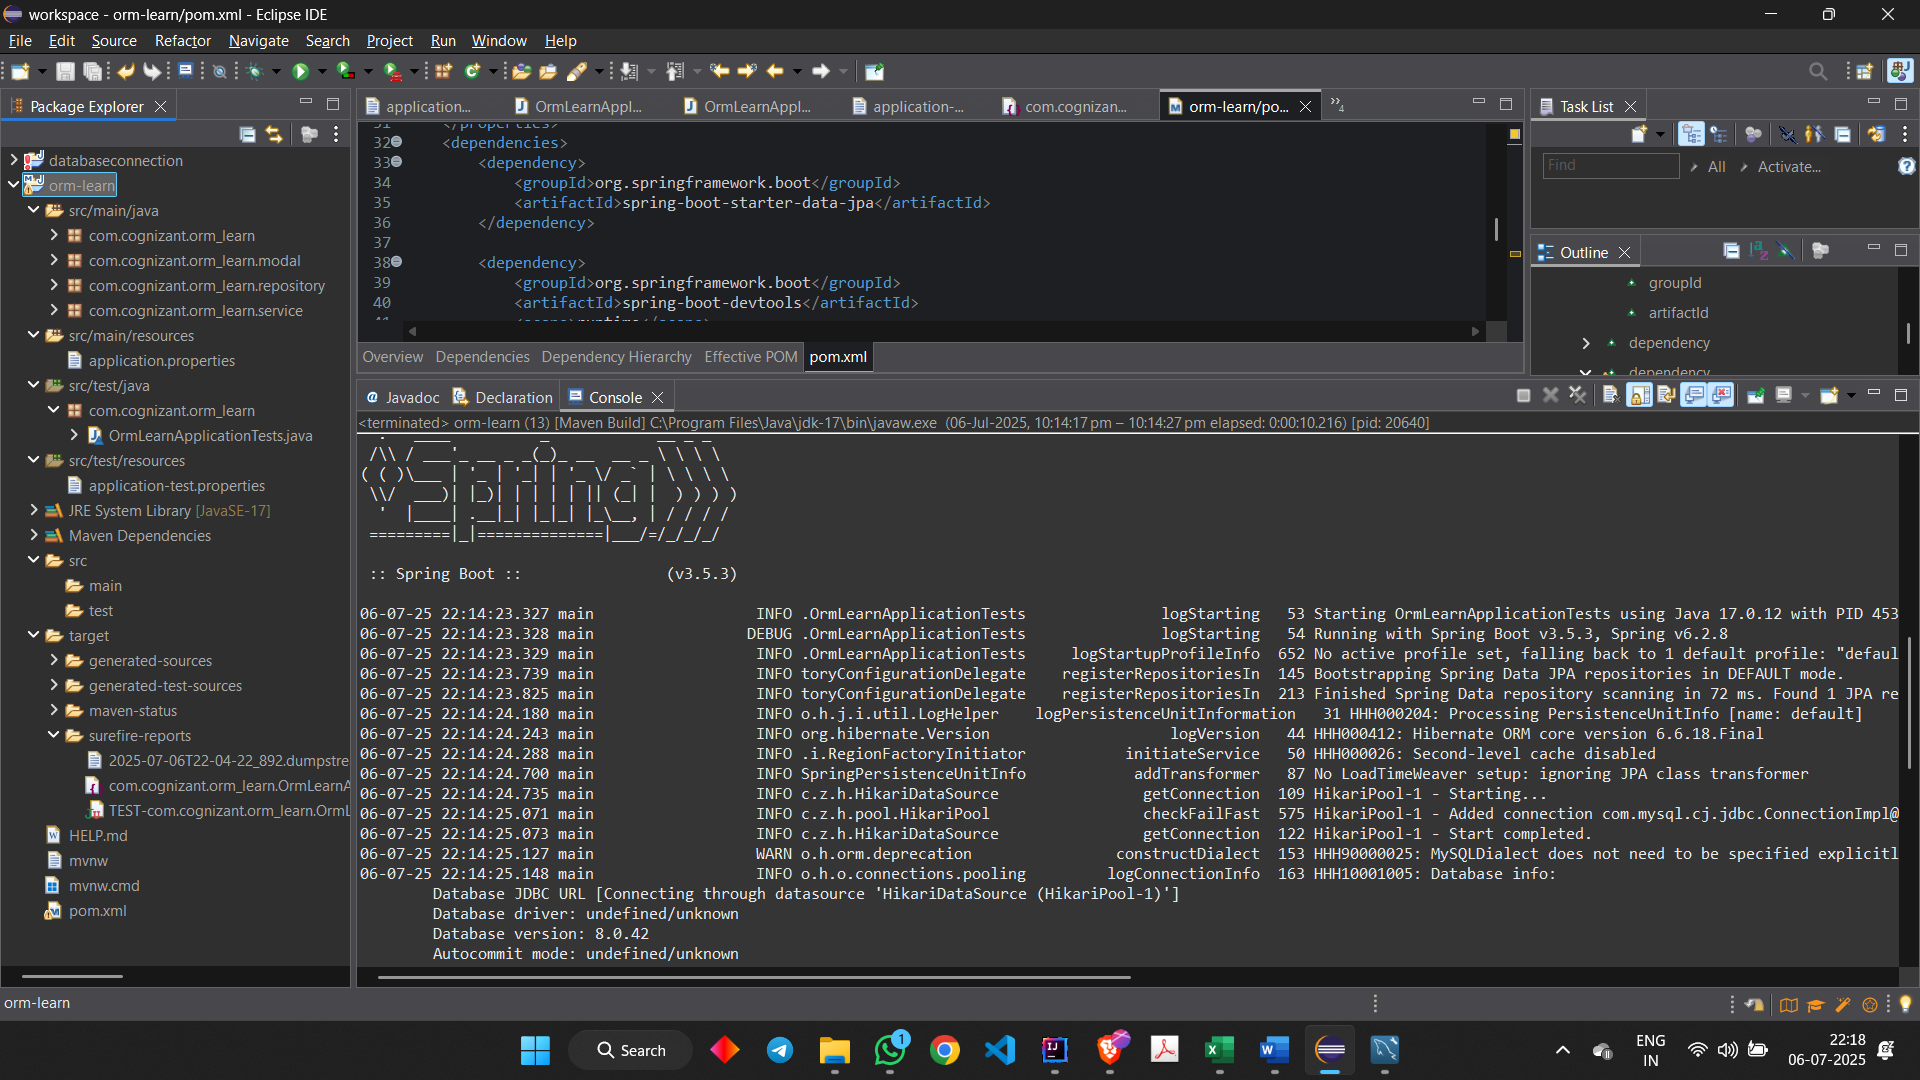 workspace - orm-learn/pom.xml - Eclipse IDE
File Edit Source Refactor Navigate Search Project Run Window Help
Package Explorer
databaseconnection
orm-learn
src/main/java
com.cognizant.orm_learn
com.cognizant.orm_learn.modal
com.cognizant.orm_learn.repository
com.cognizant.orm_learn.service
src/main/resources
application.properties
src/test/java
com.cognizant.orm_learn
OrmLearnApplicationTests.java
src/test/resources
application-test.properties
JRE System Library [JavaSE-17]
Maven Dependencies
src
main
test
target
generated-sources
generated-test-sources
maven-status
surefire-reports
2025-07-06T22-04-22_892.dumpstre
com.cognizant.orm_learn.OrmLearnA
TEST-com.cognizant.orm_learn.OrmL
HELP.md
mvnw
mvnw.cmd
pom.xml
application...
OrmLearnAppl...
OrmLearnAppl...
application-...
com.cognizan...
orm-learn/po...
»4
31 </properties>
32 <dependencies>
33 <dependency>
34 <groupId>org.springframework.boot</groupId>
35 <artifactId>spring-boot-starter-data-jpa</artifactId>
36 </dependency>
37
38 <dependency>
39 <groupId>org.springframework.boot</groupId>
40 <artifactId>spring-boot-devtools</artifactId>
41 <scope>runtime</scope>
Overview Dependencies Dependency Hierarchy Effective POM pom.xml
Task List
Find
All
Activate...
Outline
groupId
artifactId
dependency
dependency
Javadoc Declaration Console
<terminated> orm-learn (13) [Maven Build] C:\Program Files\Java\jdk-17\bin\javaw.exe (06-Jul-2025, 10:14:17 pm – 10:14:27 pm elapsed: 0:00:10.216) [pid: 20640]
Spring
:: Spring Boot :: (v3.5.3)
06-07-25 22:14:23.327 main INFO .OrmLearnApplicationTests logStarting 53 Starting OrmLearnApplicationTests using Java 17.0.12 with PID 453
06-07-25 22:14:23.328 main DEBUG .OrmLearnApplicationTests logStarting 54 Running with Spring Boot v3.5.3, Spring v6.2.8
06-07-25 22:14:23.329 main INFO .OrmLearnApplicationTests logStartupProfileInfo 652 No active profile set, falling back to 1 default profile: "defaul
06-07-25 22:14:23.739 main INFO toryConfigurationDelegate registerRepositoriesIn 145 Bootstrapping Spring Data JPA repositories in DEFAULT mode.
06-07-25 22:14:23.825 main INFO toryConfigurationDelegate registerRepositoriesIn 213 Finished Spring Data repository scanning in 72 ms. Found 1 JPA re
06-07-25 22:14:24.180 main INFO o.h.j.i.util.LogHelper logPersistenceUnitInformation 31 HHH000204: Processing PersistenceUnitInfo [name: default]
06-07-25 22:14:24.243 main INFO org.hibernate.Version logVersion 44 HHH000412: Hibernate ORM core version 6.6.18.Final
06-07-25 22:14:24.288 main INFO .i.RegionFactoryInitiator initiateService 50 HHH000026: Second-level cache disabled
06-07-25 22:14:24.700 main INFO SpringPersistenceUnitInfo addTransformer 87 No LoadTimeWeaver setup: ignoring JPA class transformer
06-07-25 22:14:24.735 main INFO c.z.h.HikariDataSource getConnection 109 HikariPool-1 - Starting...
06-07-25 22:14:25.071 main INFO c.z.h.pool.HikariPool checkFailFast 575 HikariPool-1 - Added connection com.mysql.cj.jdbc.ConnectionImpl@
06-07-25 22:14:25.073 main INFO c.z.h.HikariDataSource getConnection 122 HikariPool-1 - Start completed.
06-07-25 22:14:25.127 main WARN o.h.orm.deprecation constructDialect 153 HHH90000025: MySQLDialect does not need to be specified explicitl
06-07-25 22:14:25.148 main INFO o.h.o.connections.pooling logConnectionInfo 163 HHH10001005: Database info:
Database JDBC URL [Connecting through datasource 'HikariDataSource (HikariPool-1)']
Database driver: undefined/unknown
Database version: 8.0.42
Autocommit mode: undefined/unknown
orm-learn
Search
1
ENG
IN
22:18
06-07-2025